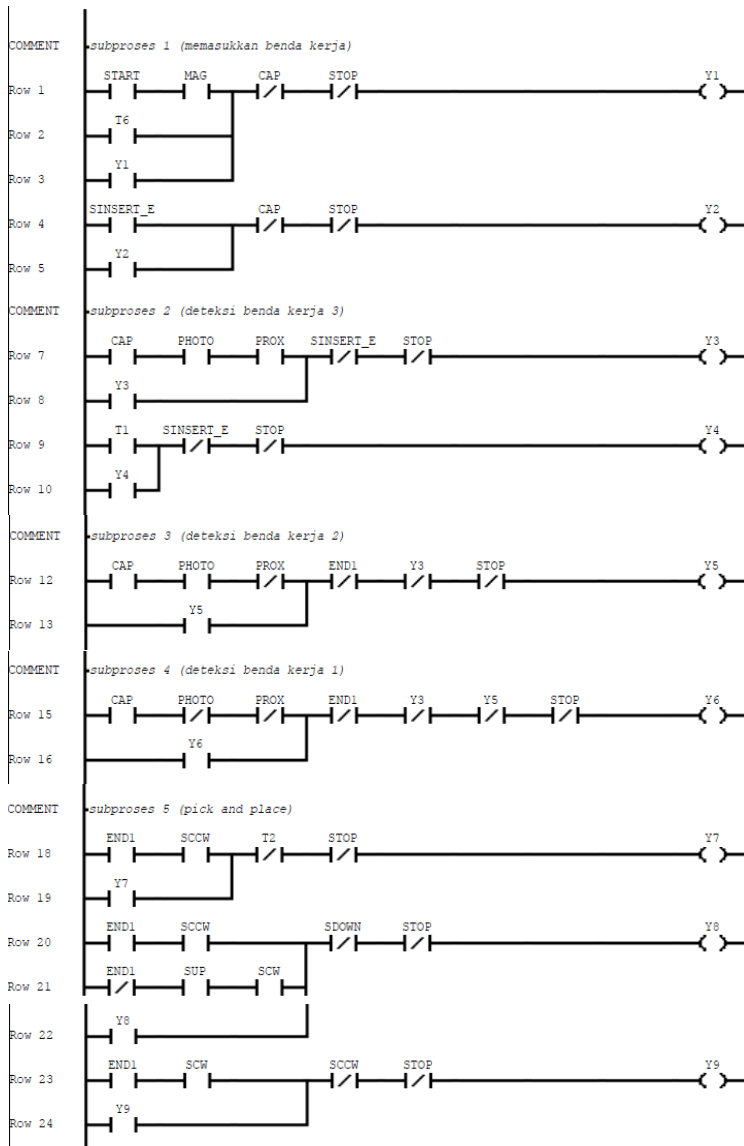 COMMENT subproses 1 (memasukkan benda kerja)
START MAG CAP STOP Y1
Row 1
T6
Row 2
Y1
Row 3
SINSERT_E CAP STOP Y2
Row 4
Y2
Row 5
COMMENT subproses 2 (deteksi benda kerja 3)
CAP PHOTO PROX SINSERT_E STOP Y3
Row 7
Y3
Row 8
T1 SINSERT_E STOP Y4
Row 9
Y4
Row 10
COMMENT subproses 3 (deteksi benda kerja 2)
CAP PHOTO PROX END1 Y3 STOP Y5
Row 12
Y5
Row 13
COMMENT subproses 4 (deteksi benda kerja 1)
CAP PHOTO PROX END1 Y3 Y5 STOP Y6
Row 15
Y6
Row 16
COMMENT subproses 5 (pick and place)
END1 SCCW T2 STOP Y7
Row 18
Y7
Row 19
END1 SCCW SDOWN STOP Y8
Row 20
END1 SUP SCW
Row 21
Y8
Row 22
END1 SCW SCCW STOP Y9
Row 23
Y9
Row 24